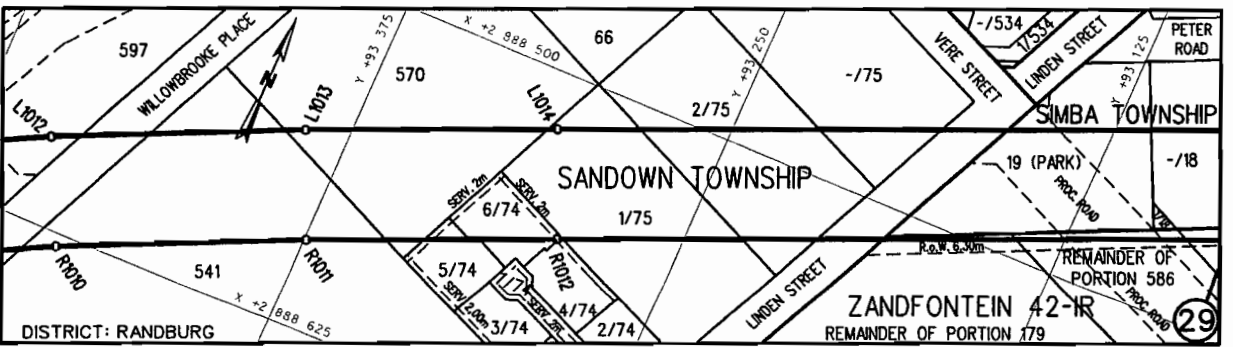 597
WILLOWBROOKE PLACE
N
L1012
L1013
Y +93 375
570
X +2 888 500
L1014
66
Y +93 250
2/75
-/75
VERE STREET
-/534
1/534
LINDEN STREET
PETER
ROAD
Y +93 125
SIMBA TOWNSHIP
SANDOWN TOWNSHIP
19 (PARK)
PROC. ROAD
-/18
1/18
SERV. 2m
SERV. 2m
6/74
1/75
R1010
541
R1011
X +2 888 625
5/74
SERV. 2.00m
3/74
SERV. 2m
4/74
R1012
2/74
LINDEN STREET
R.o.W. 6.30m
REMAINDER OF
PORTION 586
PROC. ROAD
ZANDFONTEIN 42-IR
REMAINDER OF PORTION 179
29
DISTRICT: RANDBURG